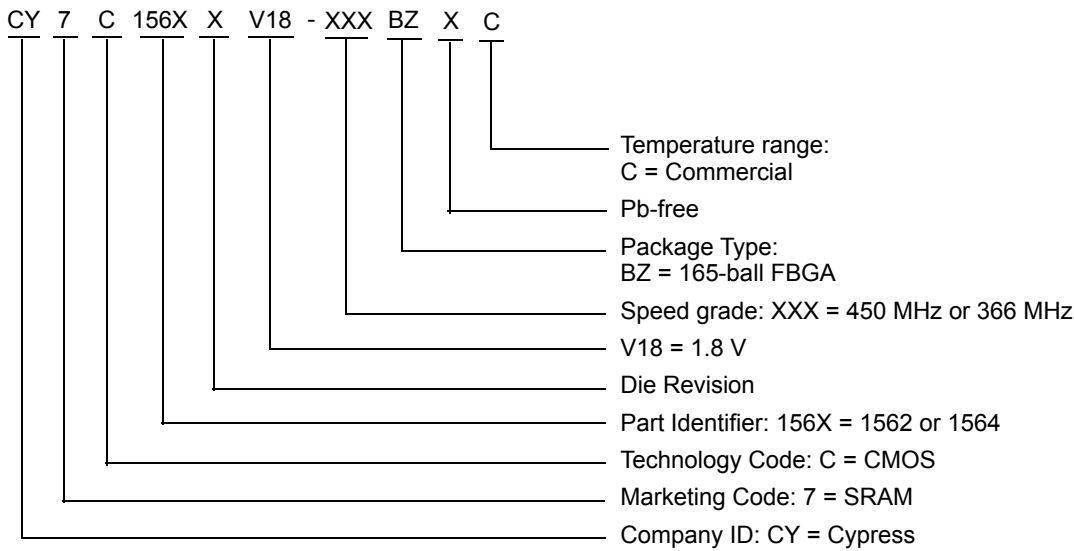 CY 7 C 156X X V18 - XXX BZ X C
Temperature range:
C = Commercial
Pb-free
Package Type:
BZ = 165-ball FBGA
Speed grade: XXX = 450 MHz or 366 MHz
V18 = 1.8 V
Die Revision
Part Identifier: 156X = 1562 or 1564
Technology Code: C = CMOS
Marketing Code: 7 = SRAM
Company ID: CY = Cypress